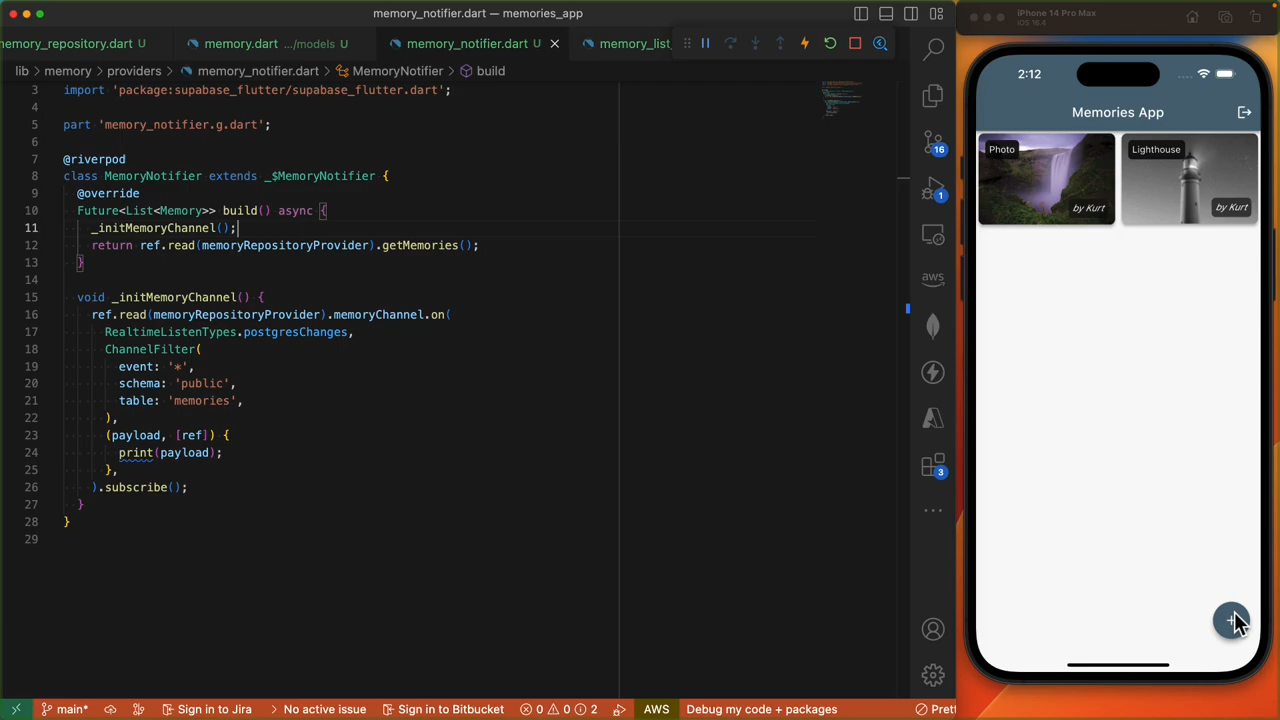 memory_notifier.dart — memories_app
memory_repository.dart U
memory.dart .../models U
memory_notifier.dart U
memory_list
lib > memory > providers > memory_notifier.dart > MemoryNotifier > build
3 import 'package:supabase_flutter/supabase_flutter.dart';
4
5 part 'memory_notifier.g.dart';
6
7 @riverpod
8 class MemoryNotifier extends _$MemoryNotifier {
9 @override
10 Future<List<Memory>> build() async {
11 _initMemoryChannel();
12 return ref.read(memoryRepositoryProvider).getMemories();
13 }
14
15 void _initMemoryChannel() {
16 ref.read(memoryRepositoryProvider).memoryChannel.on(
17 RealtimeListenTypes.postgresChanges,
18 ChannelFilter(
19 event: '*',
20 schema: 'public',
21 table: 'memories',
22 ),
23 (payload, [ref]) {
24 print(payload);
25 },
26 ).subscribe();
27 }
28 }
29
16
1
aws
3
main*
Sign in to Jira
No active issue
Sign in to Bitbucket
0 0 2
AWS
Debug my code + packages
Pret
iPhone 14 Pro Max
iOS 16.4
2:12
Memories App
Photo
by Kurt
Lighthouse
by Kurt